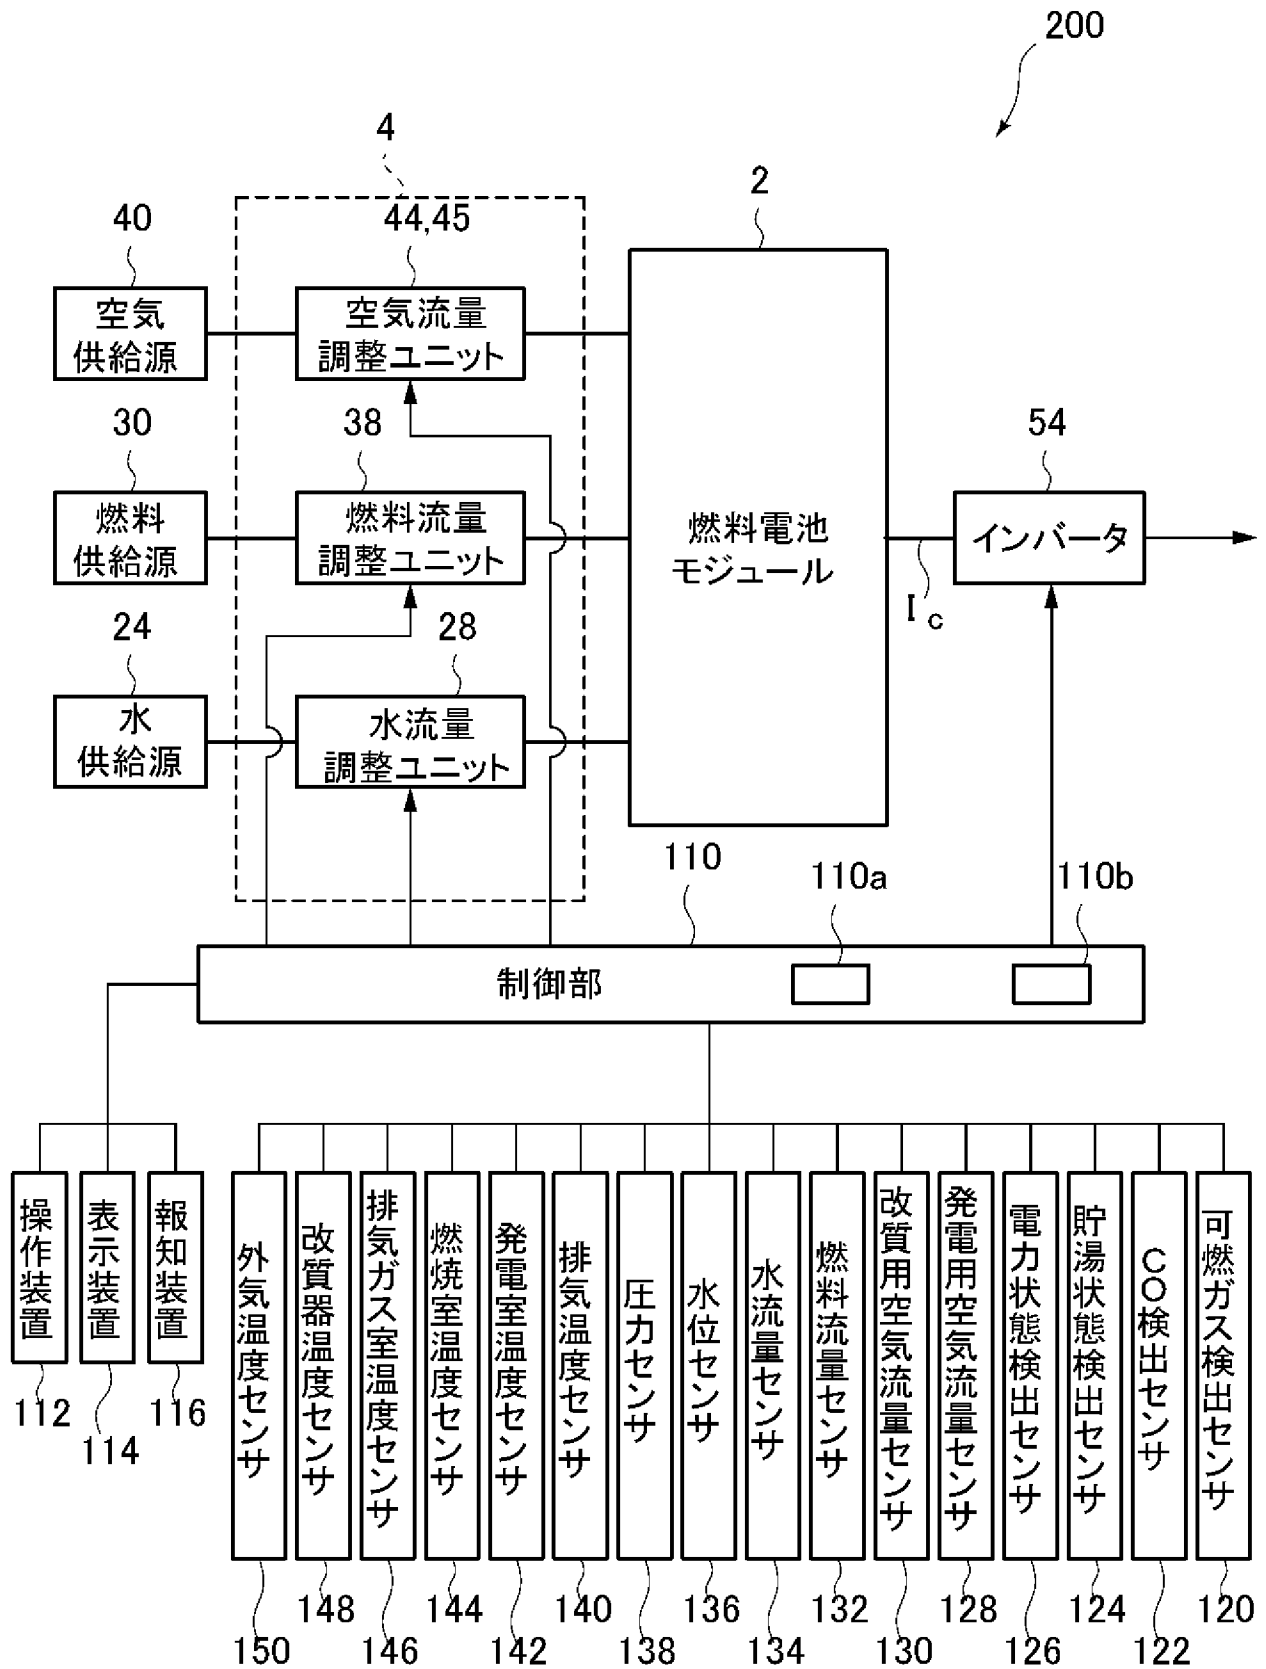 200
4
2
40
44,45
空気
供給源
空気流量
調整ユニット
30
38
54
燃料
供給源
燃料流量
調整ユニット
燃料電池
モジュール
インバータ
Ic
24
28
水
供給源
水流量
調整ユニット
110
110a
110b
制御部
操作装置
表示装置
報知装置
外気温度センサ
改質器温度センサ
排気ガス室温度センサ
燃焼室温度センサ
発電室温度センサ
排気温度センサ
圧力センサ
水位センサ
水流量センサ
燃料流量センサ
改質用空気流量センサ
発電用空気流量センサ
電力状態検出センサ
貯湯状態検出センサ
CO検出センサ
可燃ガス検出センサ
112
114
116
150
148
146
144
142
140
138
136
134
132
130
128
126
124
122
120